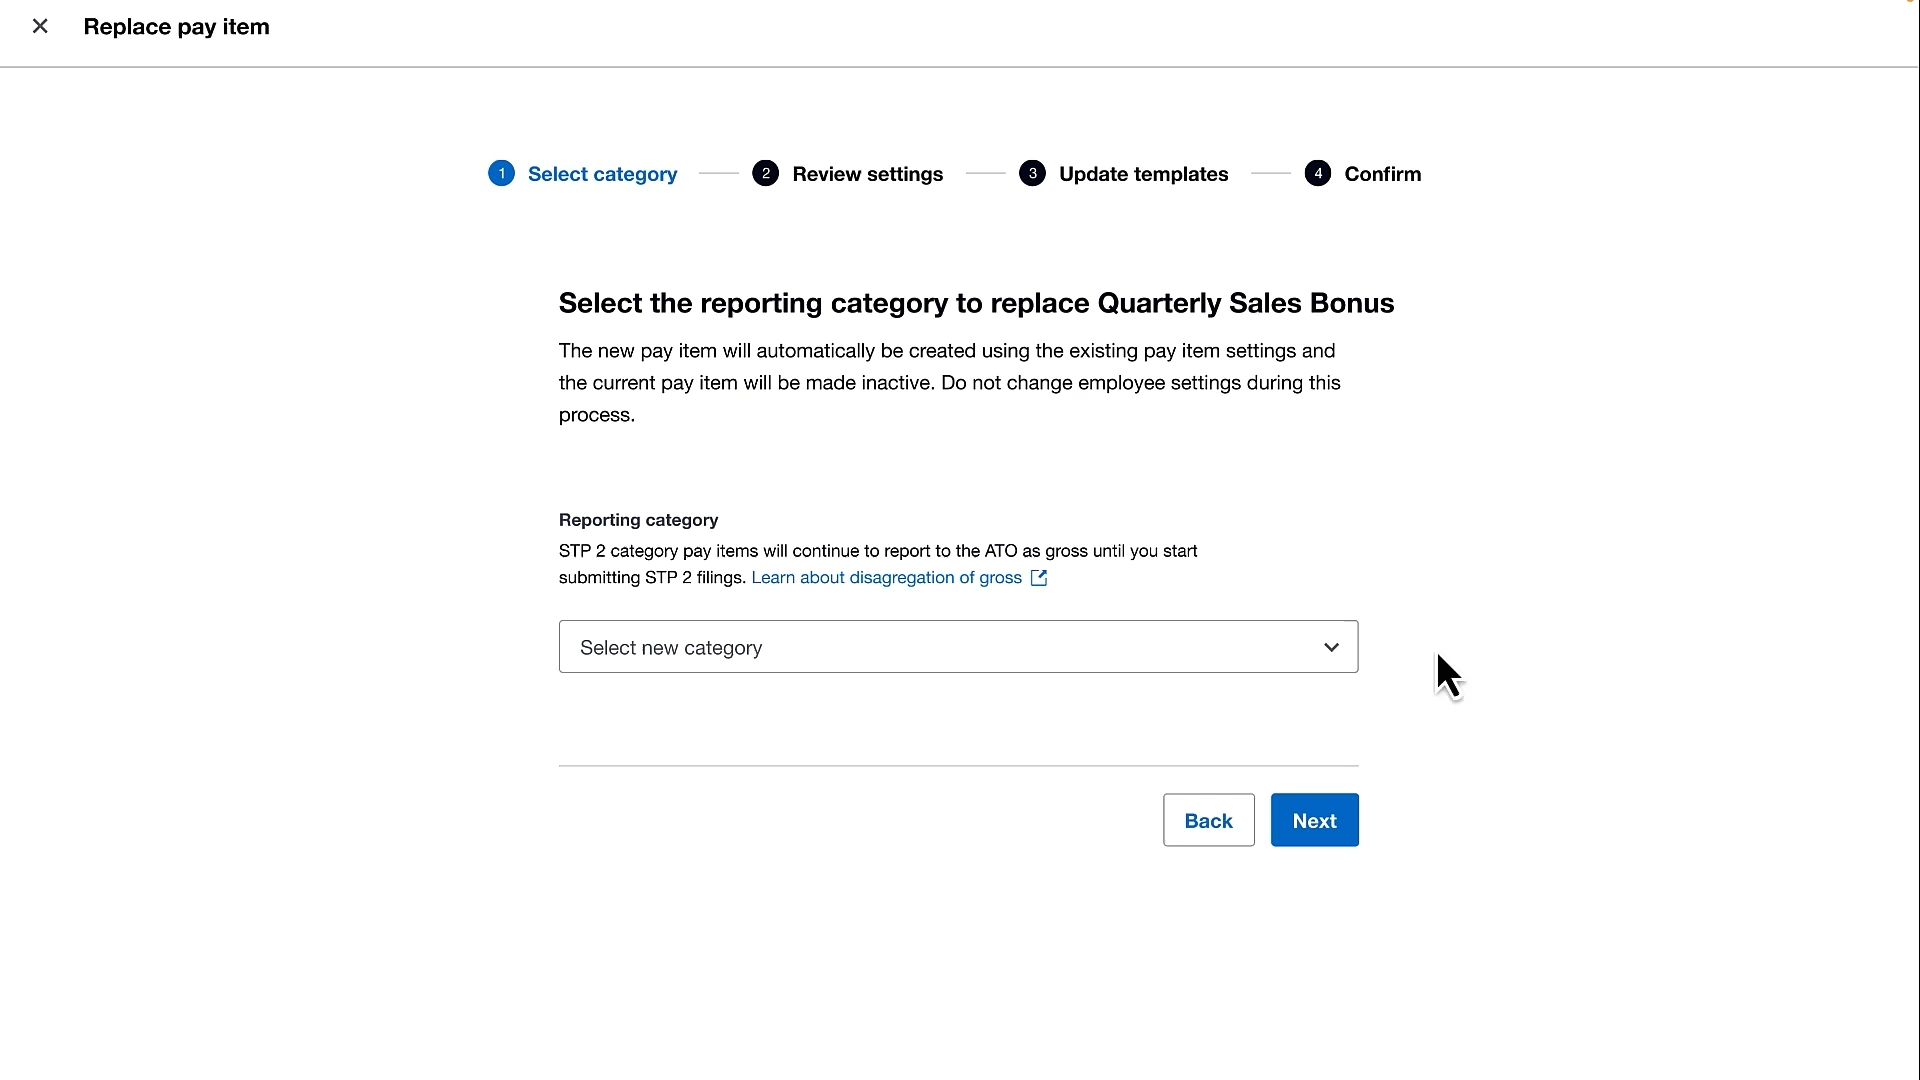 Replace pay item
1 Select category 2 Review settings 3 Update templates 4 Confirm
Select the reporting category to replace Quarterly Sales Bonus
The new pay item will automatically be created using the existing pay item settings and
the current pay item will be made inactive. Do not change employee settings during this
process.
Reporting category
STP 2 category pay items will continue to report to the ATO as gross until you start
submitting STP 2 filings. Learn about disagregation of gross
Select new category
Back Next